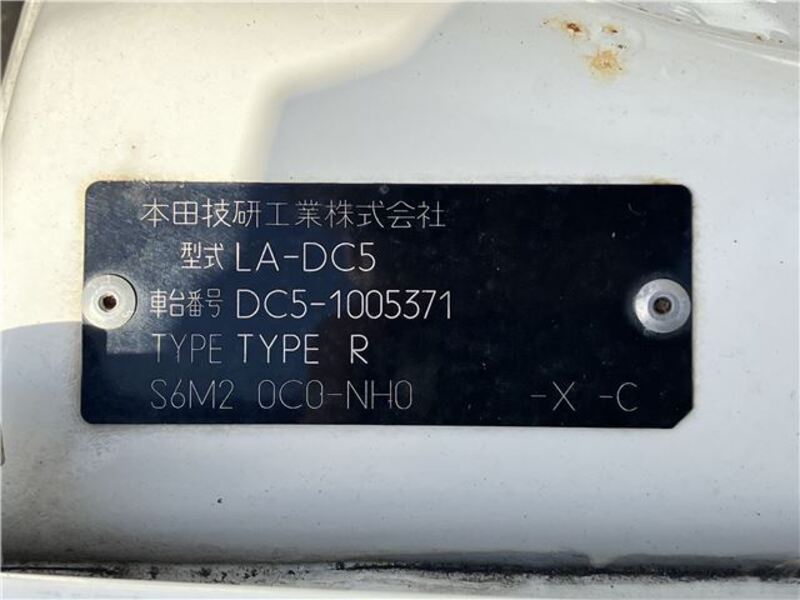 本田技研工業株式会社
型式 LA-DC5
車台番号 DC5-1005371
TYPE TYPE R
S6M2 0C0-NH0 -X -C